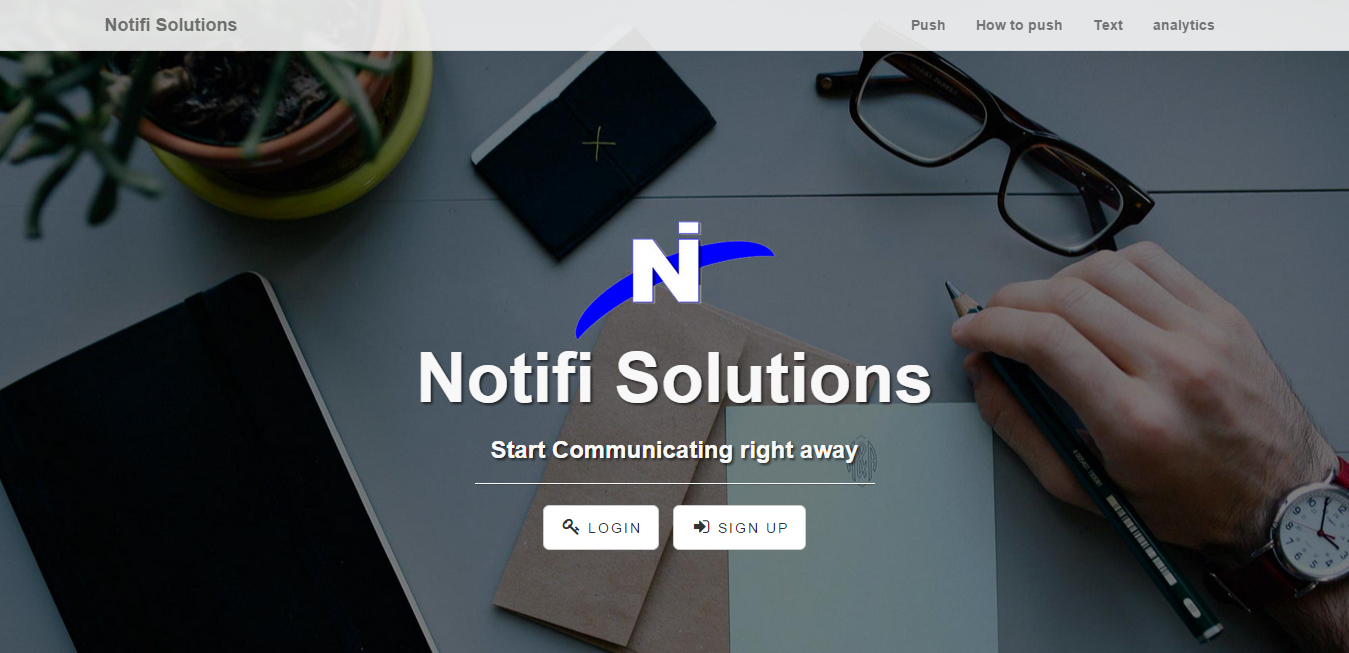 Notifi Solutions
Push How to push Text analytics
Ni
Notifi Solutions
Start Communicating right away
LOGIN SIGN UP